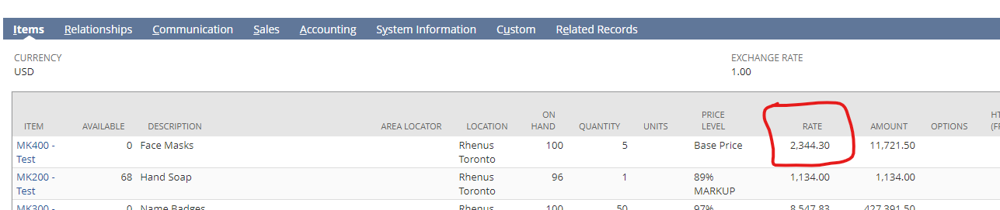 Items Relationships Communication Sales Accounting System Information Custom Related Records
CURRENCY EXCHANGE RATE
USD 1.00
ON PRICE HT
ITEM AVAILABLE DESCRIPTION AREA LOCATOR LOCATION HAND QUANTITY UNITS LEVEL RATE AMOUNT OPTIONS (F
MK400 - 0 Face Masks Rhenus 100 5 Base Price 2,344.30 11,721.50
Test Toronto
MK200 - 68 Hand Soap Rhenus 96 1 89% 1,134.00 1,134.00
Test Toronto MARKUP
MK300 - 0 Name Badges Rhenus 100 50 97% 8,547.83 427,391.50